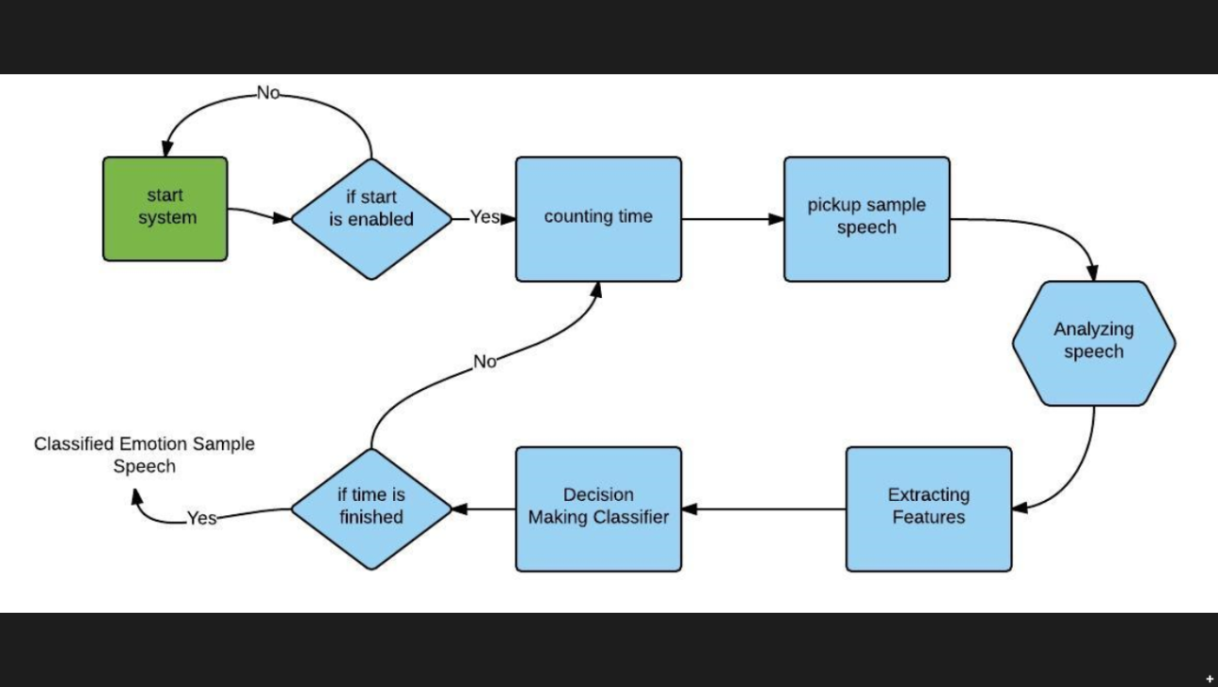 No
start
system
if start
is enabled
Yes
counting time
pickup sample
speech
Analyzing
speech
Extracting
Features
Decision
Making Classifier
if time is
finished
No
Yes
Classified Emotion Sample
Speech